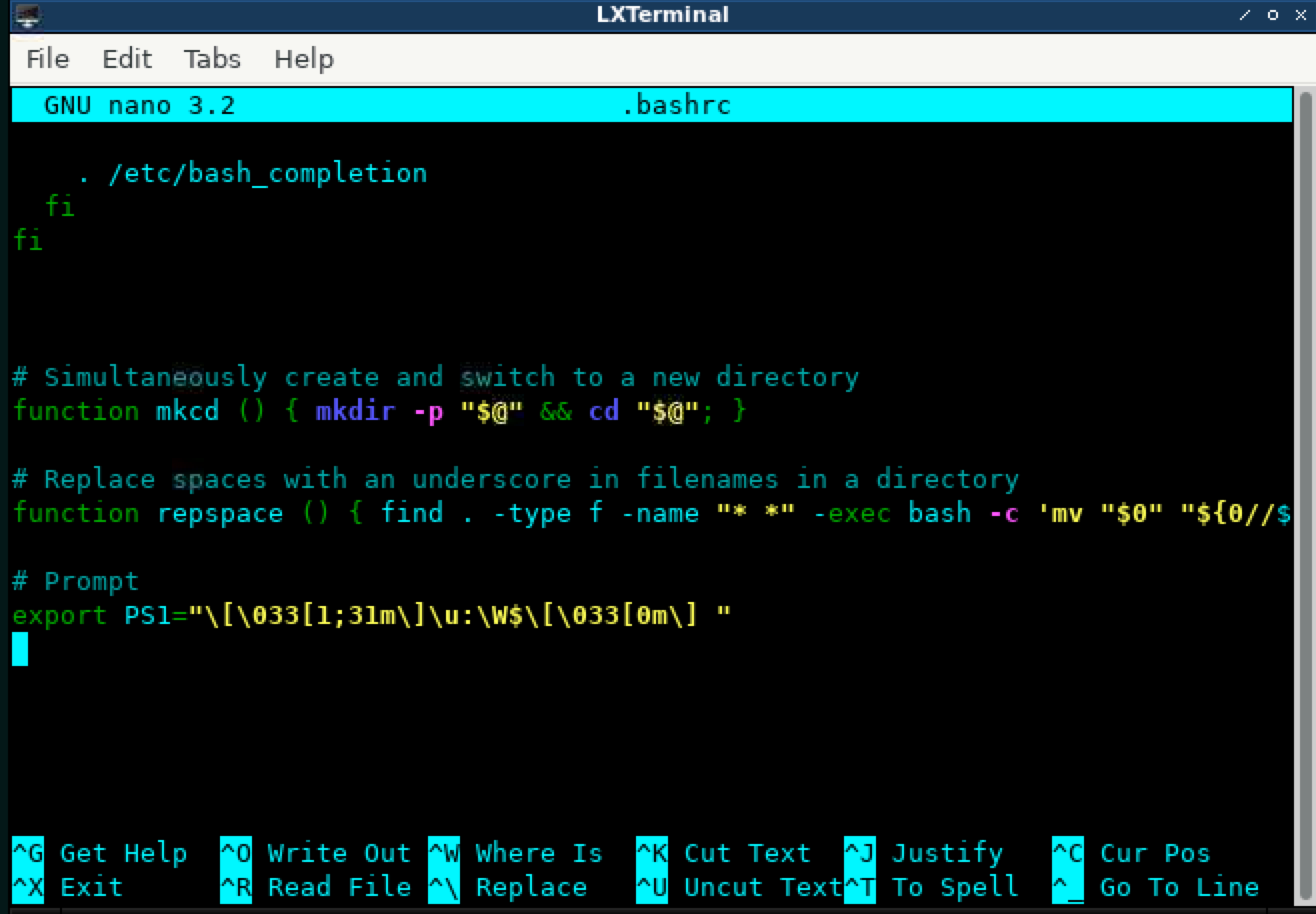 LXTerminal
File Edit Tabs Help
GNU nano 3.2 .bashrc
. /etc/bash_completion
fi
fi
# Simultaneously create and switch to a new directory
function mkcd () { mkdir -p "$@" && cd "$@"; }
# Replace spaces with an underscore in filenames in a directory
function repspace () { find . -type f -name "* *" -exec bash -c 'mv "$0" "${0//$
# Prompt
export PS1="\[\033[1;31m\]\u:\W$\[\033[0m\] "
^G Get Help ^O Write Out ^W Where Is ^K Cut Text ^J Justify ^C Cur Pos
^X Exit ^R Read File ^\ Replace ^U Uncut Text ^T To Spell ^_ Go To Line